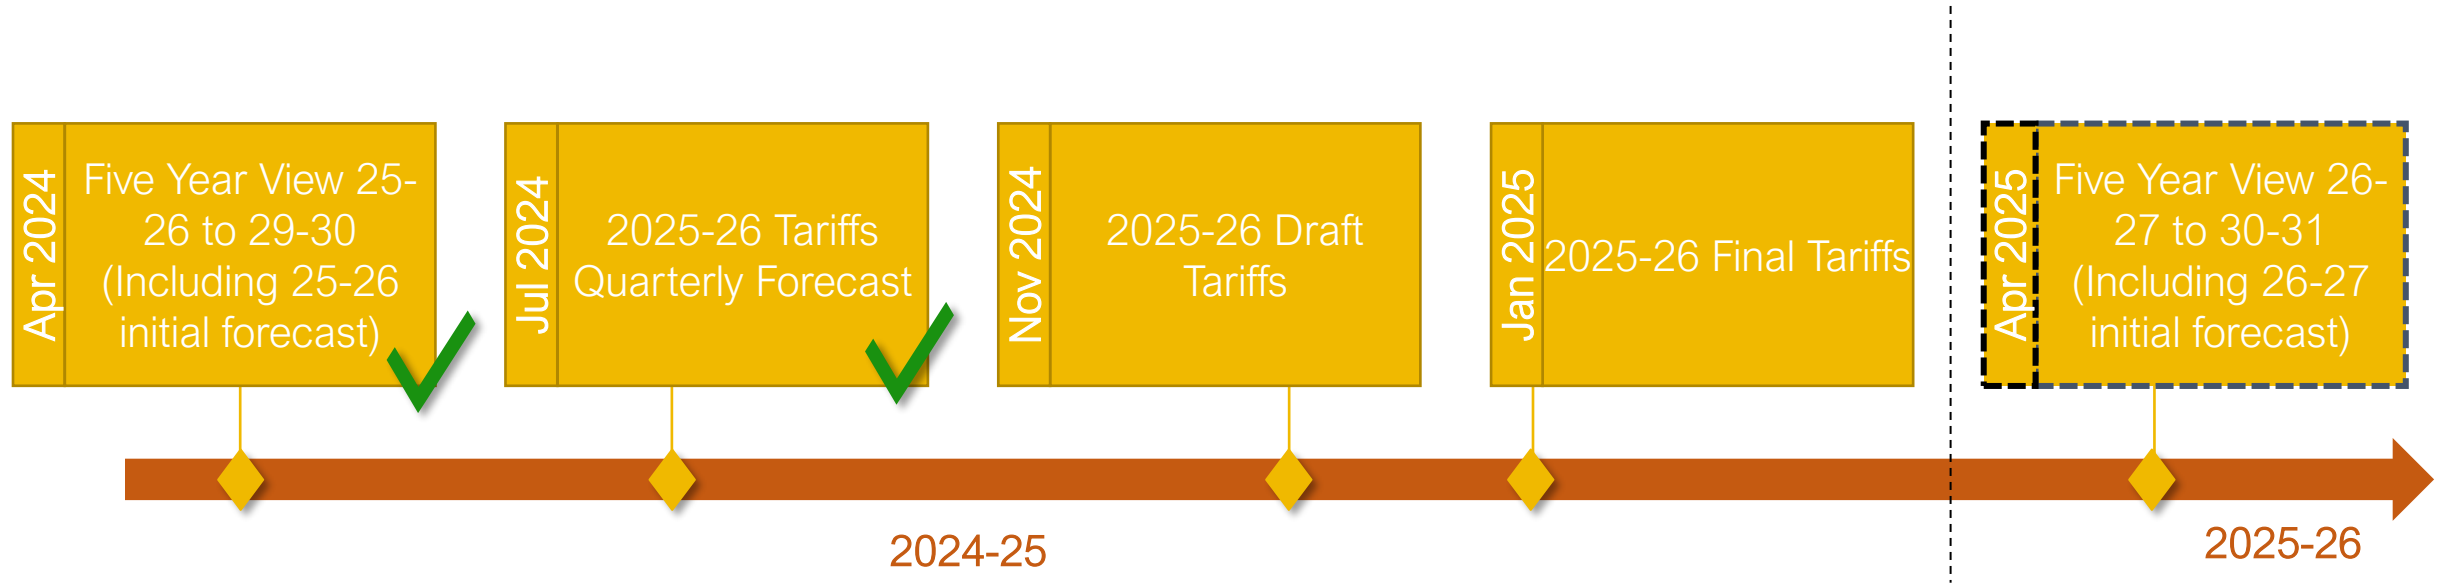 Apr 2024
Five Year View 25-
26 to 29-30
(Including 25-26
initial forecast)
Jul 2024
2025-26 Tariffs
Quarterly Forecast
Nov 2024
2025-26 Draft
Tariffs
Jan 2025
2025-26 Final Tariffs
Apr 2025
Five Year View 26-
27 to 30-31
(Including 26-27
initial forecast)
2024-25
2025-26